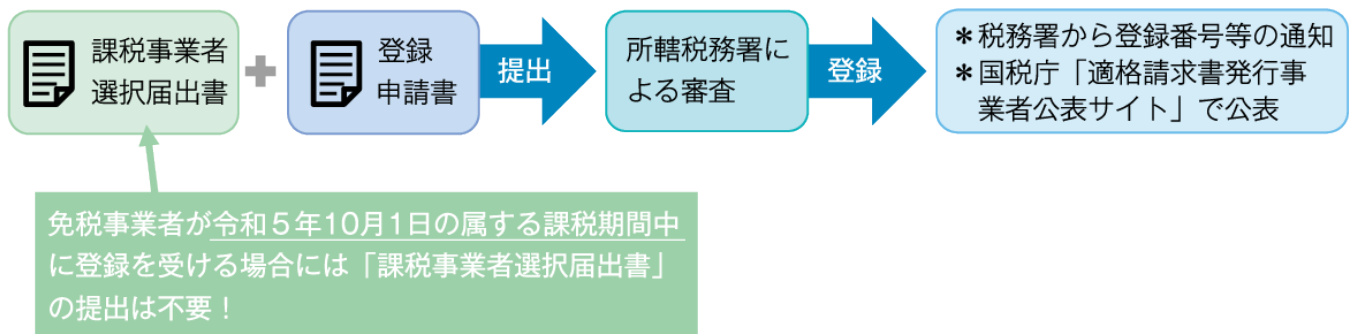 課税事業者
選択届出書
登録
申請書
提出
所轄税務署に
よる審査
登録
＊税務署から登録番号等の通知
＊国税庁「適格請求書発行事
業者公表サイト」で公表
免税事業者が令和５年10月1日の属する課税期間中
に登録を受ける場合には「課税事業者選択届出書」
の提出は不要！